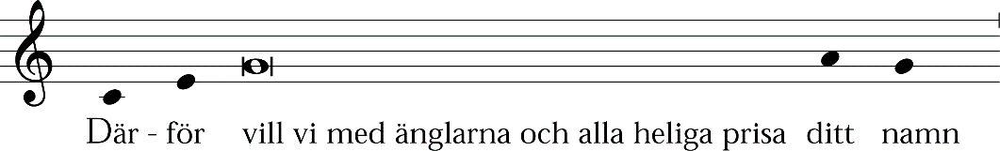 Där - för vill vi med änglarna och alla heliga prisa ditt namn